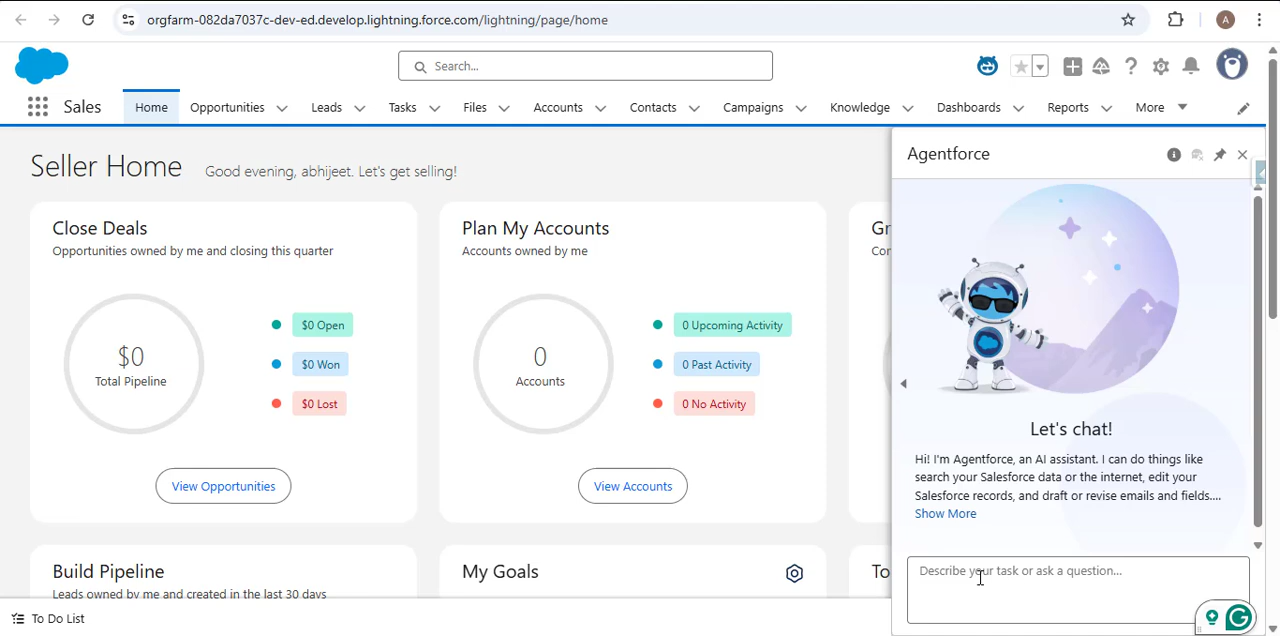 orgfarm-082da7037c-dev-ed.develop.lightning.force.com/lightning/page/home
A
Search...
Sales
Home
Opportunities
Leads
Tasks
Files
Accounts
Contacts
Campaigns
Knowledge
Dashboards
Reports
More
Seller Home
Good evening, abhijeet. Let's get selling!
Close Deals
Opportunities owned by me and closing this quarter
$0
Total Pipeline
$0 Open
$0 Won
$0 Lost
View Opportunities
Plan My Accounts
Accounts owned by me
0
Accounts
0 Upcoming Activity
0 Past Activity
0 No Activity
View Accounts
Gr
Cor
Build Pipeline
Leads owned by me and created in the last 30 days
My Goals
To
To Do List
Agentforce
Let's chat!
Hi! I'm Agentforce, an AI assistant. I can do things like
search your Salesforce data or the internet, edit your
Salesforce records, and draft or revise emails and fields....
Show More
Describe your task or ask a question...